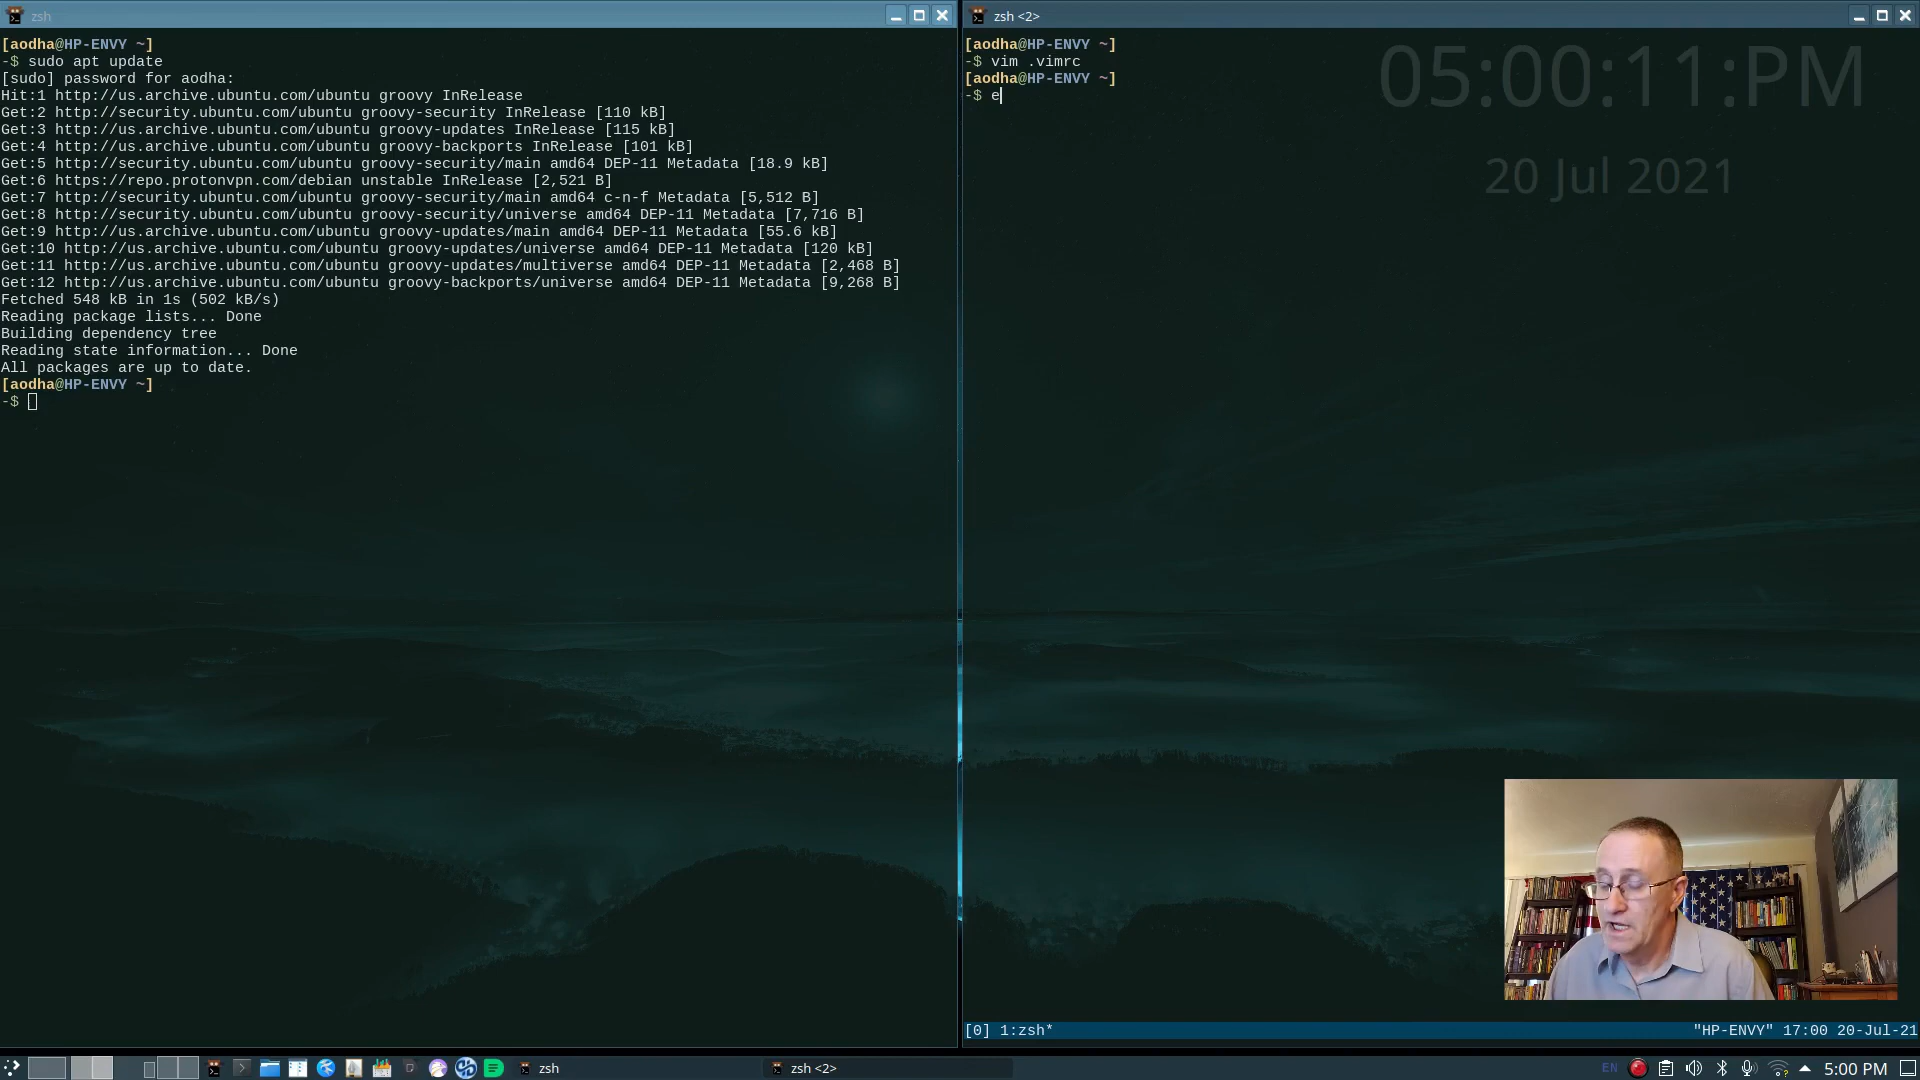 zsh
[aodha@HP-ENVY ~]
-$ sudo apt update
[sudo] password for aodha:
Hit:1 http://us.archive.ubuntu.com/ubuntu groovy InRelease
Get:2 http://security.ubuntu.com/ubuntu groovy-security InRelease [110 kB]
Get:3 http://us.archive.ubuntu.com/ubuntu groovy-updates InRelease [115 kB]
Get:4 http://us.archive.ubuntu.com/ubuntu groovy-backports InRelease [101 kB]
Get:5 http://security.ubuntu.com/ubuntu groovy-security/main amd64 DEP-11 Metadata [18.9 kB]
Get:6 https://repo.protonvpn.com/debian unstable InRelease [2,521 B]
Get:7 http://security.ubuntu.com/ubuntu groovy-security/main amd64 c-n-f Metadata [5,512 B]
Get:8 http://security.ubuntu.com/ubuntu groovy-security/universe amd64 DEP-11 Metadata [7,716 B]
Get:9 http://us.archive.ubuntu.com/ubuntu groovy-updates/main amd64 DEP-11 Metadata [55.6 kB]
Get:10 http://us.archive.ubuntu.com/ubuntu groovy-updates/universe amd64 DEP-11 Metadata [120 kB]
Get:11 http://us.archive.ubuntu.com/ubuntu groovy-updates/multiverse amd64 DEP-11 Metadata [2,468 B]
Get:12 http://us.archive.ubuntu.com/ubuntu groovy-backports/universe amd64 DEP-11 Metadata [9,268 B]
Fetched 548 kB in 1s (502 kB/s)
Reading package lists... Done
Building dependency tree
Reading state information... Done
All packages are up to date.
[aodha@HP-ENVY ~]
-$
zsh <2>
[aodha@HP-ENVY ~]
-$ vim .vimrc
[aodha@HP-ENVY ~]
-$ e
05:00:11:PM
20 Jul 2021
[0] 1:zsh*
"HP-ENVY" 17:00 20-Jul-21
zsh
zsh <2>
EN
5:00 PM